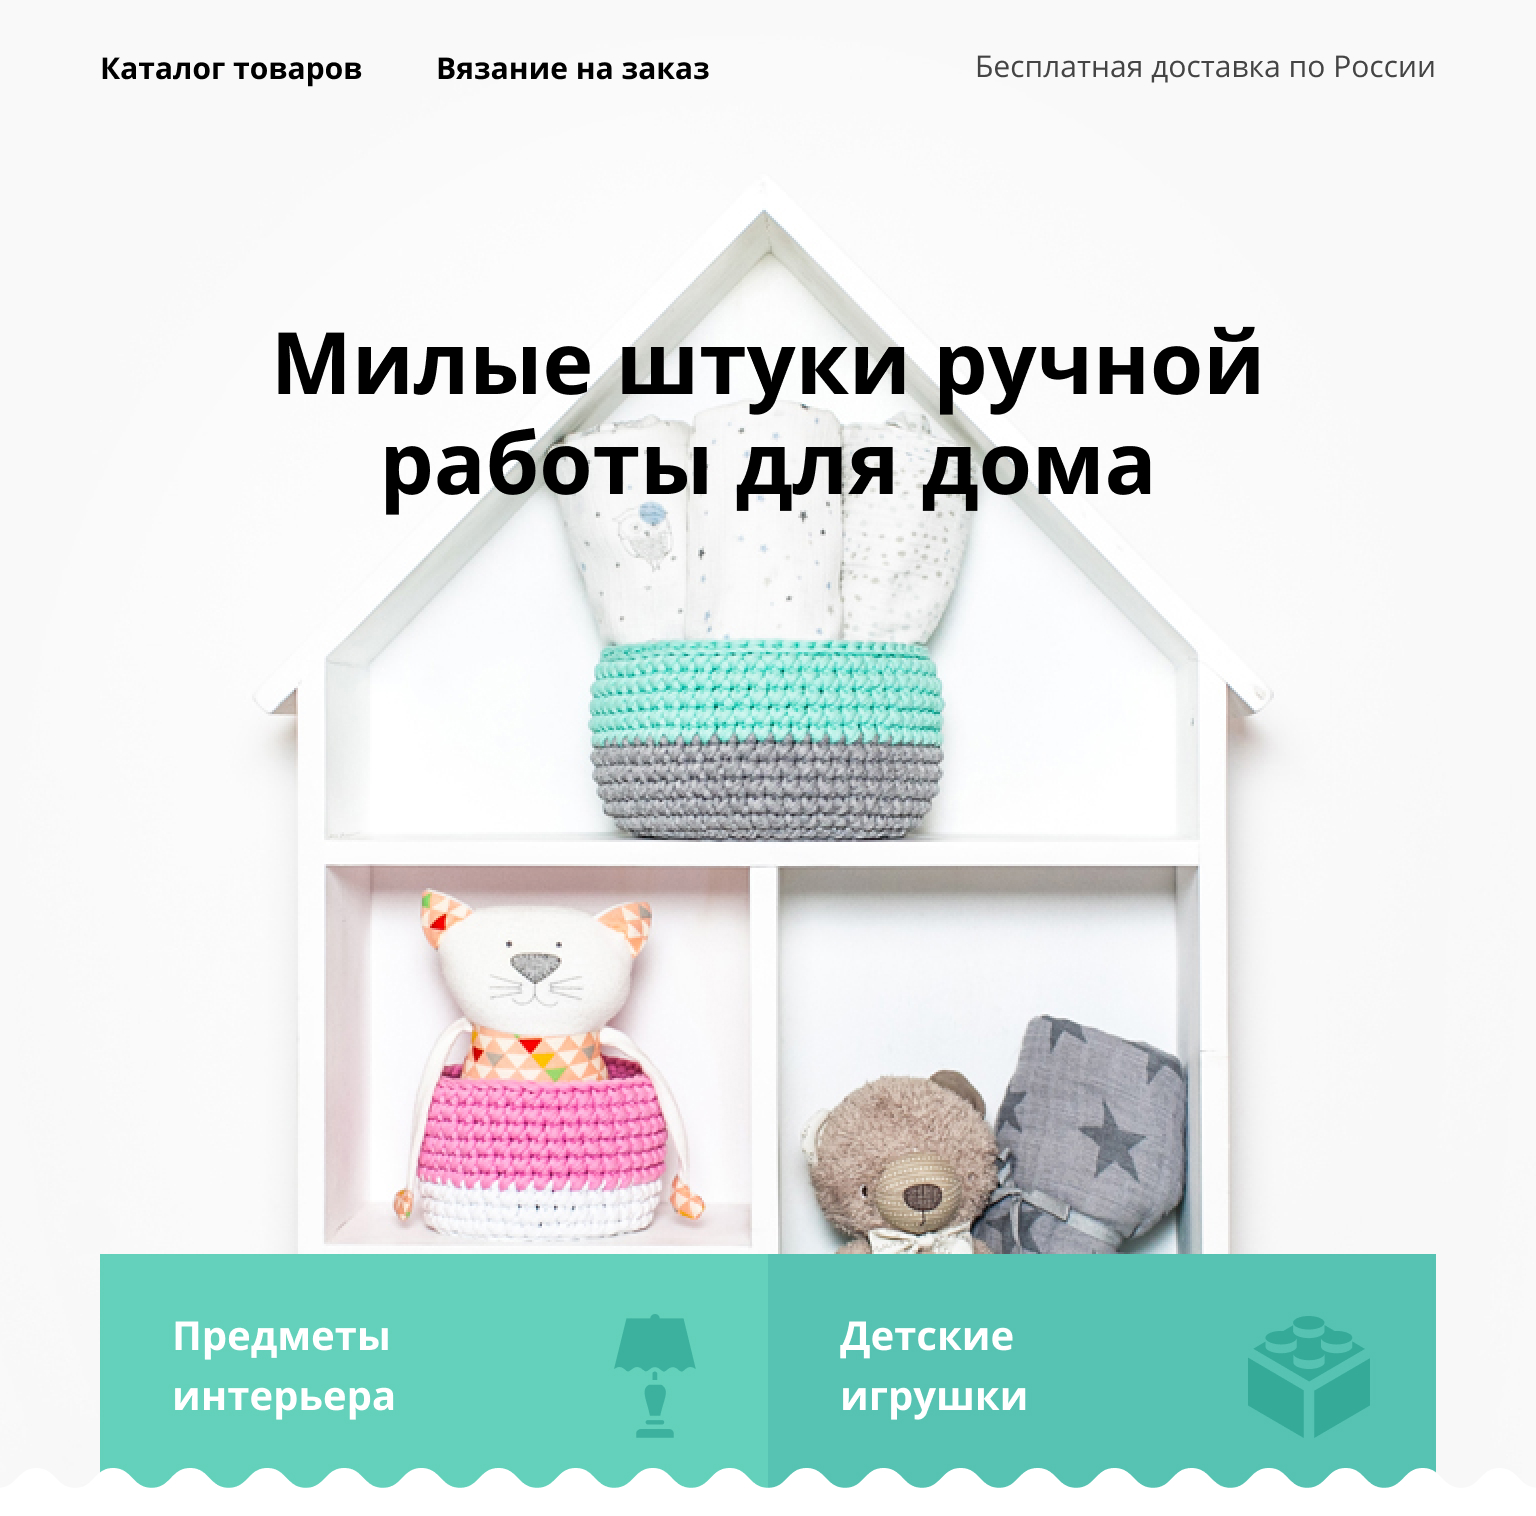 Каталог товаров
Вязание на заказ
Бесплатная доставка по России
Милые штуки ручной
работы для дома
Предметы
интерьера
Детские
игрушки